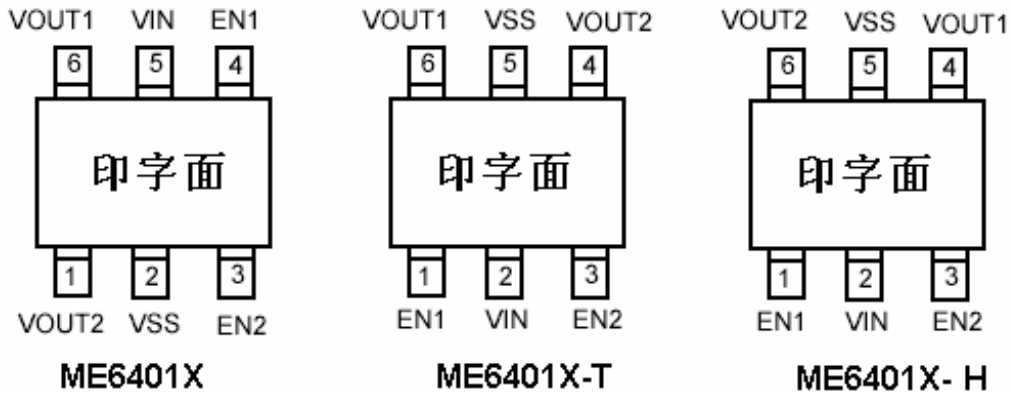 VOUT1 VIN EN1 VOUT1 VSS VOUT2 VOUT2 VSS VOUT1
6 5 4 6 5 4 6 5 4
印字面 印字面 印字面
1 2 3 1 2 3 1 2 3
VOUT2 VSS EN2 EN1 VIN EN2 EN1 VIN EN2
ME6401X ME6401X-T ME6401X- H